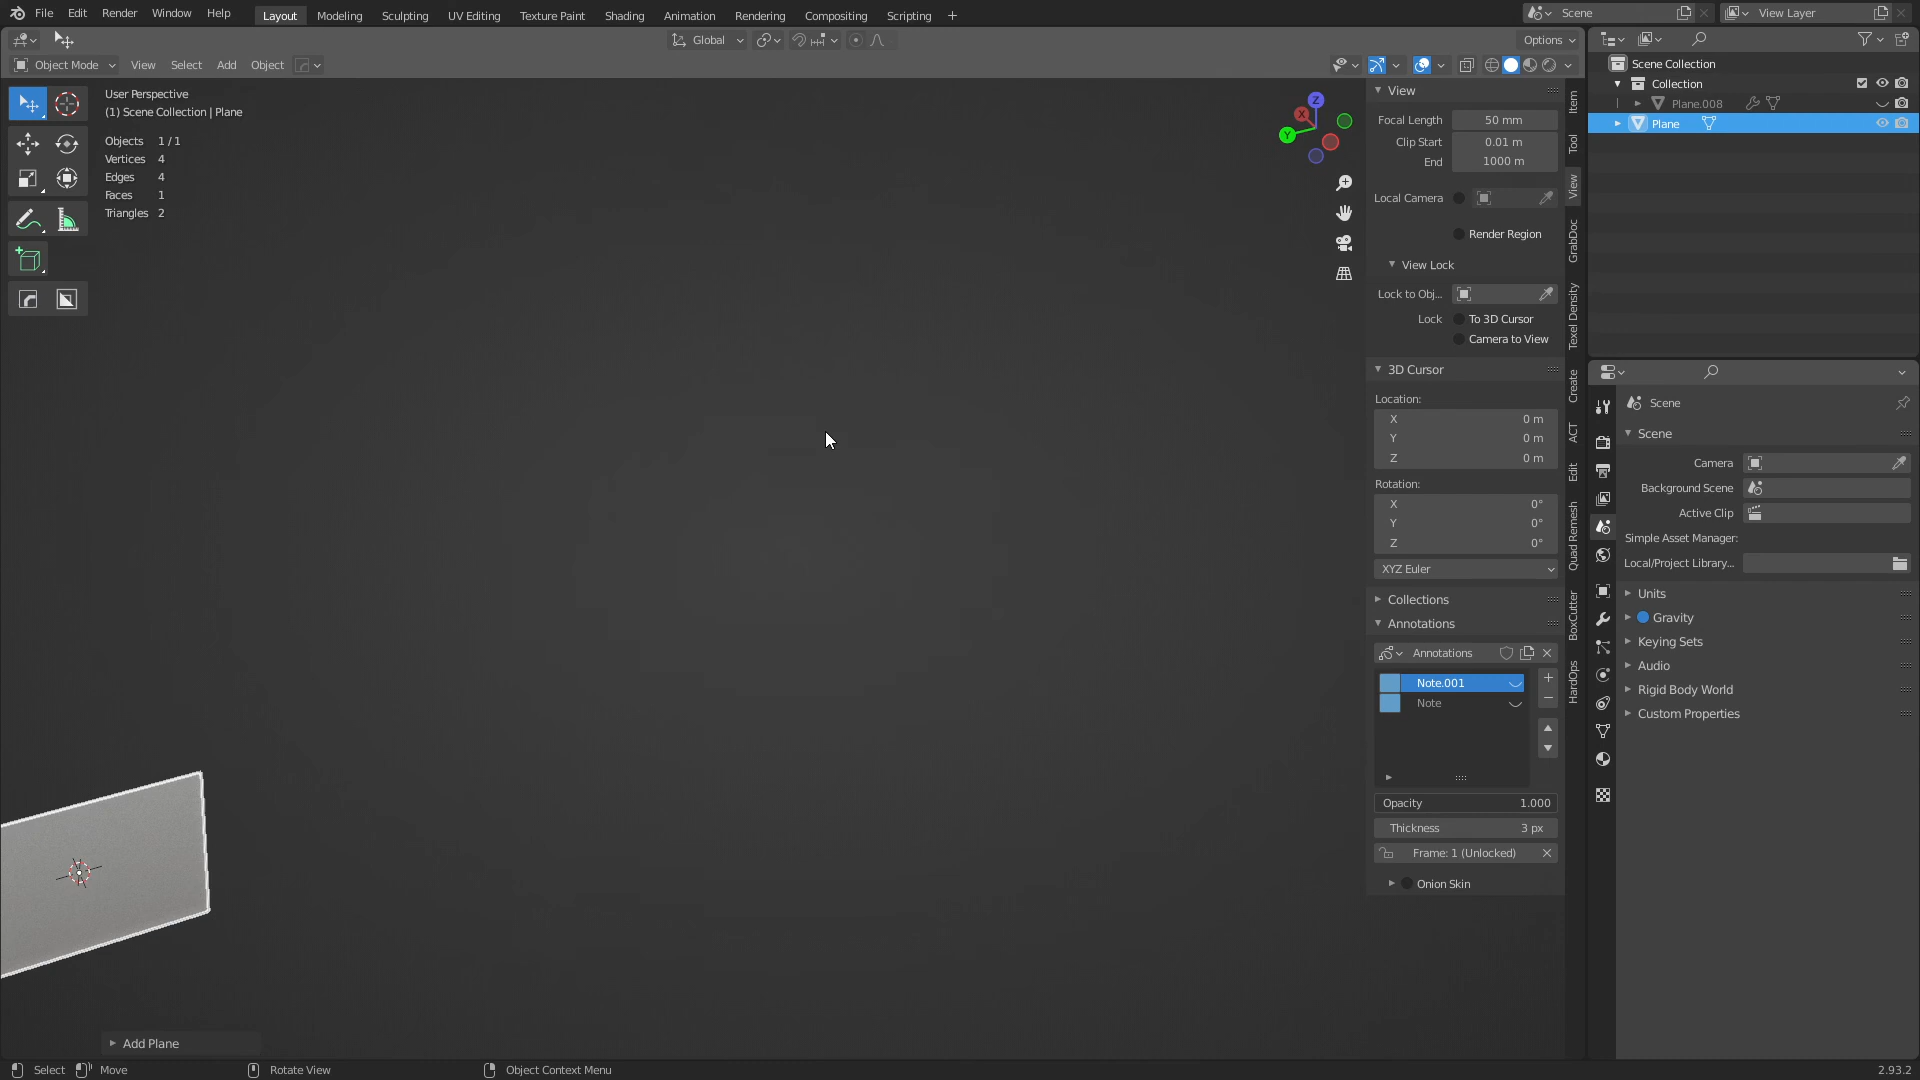 File Edit Render Window Help Layout Modeling Sculpting UV Editing Texture Paint Shading Animation Rendering Compositing Scripting + Scene View Layer
Global Options
Object Mode View Select Add Object
User Perspective
(1) Scene Collection | Plane
Objects 1 / 1
Vertices 4
Edges 4
Faces 1
Triangles 2
Z
X
Y
View
Focal Length 50 mm
Clip Start 0.01 m
End 1000 m
Local Camera
Render Region
View Lock
Lock to Obj...
Lock To 3D Cursor
Camera to View
3D Cursor
Location:
X 0 m
Y 0 m
Z 0 m
Rotation:
X 0°
Y 0°
Z 0°
XYZ Euler
Collections
Annotations
Annotations
Note.001
Note
Opacity 1.000
Thickness 3 px
Frame: 1 (Unlocked)
Onion Skin
Item
Tool
View
GrabDoc
Texel Density
Create
ACT
Edit
Quad Remesh
BoxCutter
HardOps
Scene Collection
Collection
Plane.008
Plane
Scene
Scene
Camera
Background Scene
Active Clip
Simple Asset Manager:
Local/Project Library...
Units
Gravity
Keying Sets
Audio
Rigid Body World
Custom Properties
Add Plane
Select Move Rotate View Object Context Menu 2.93.2